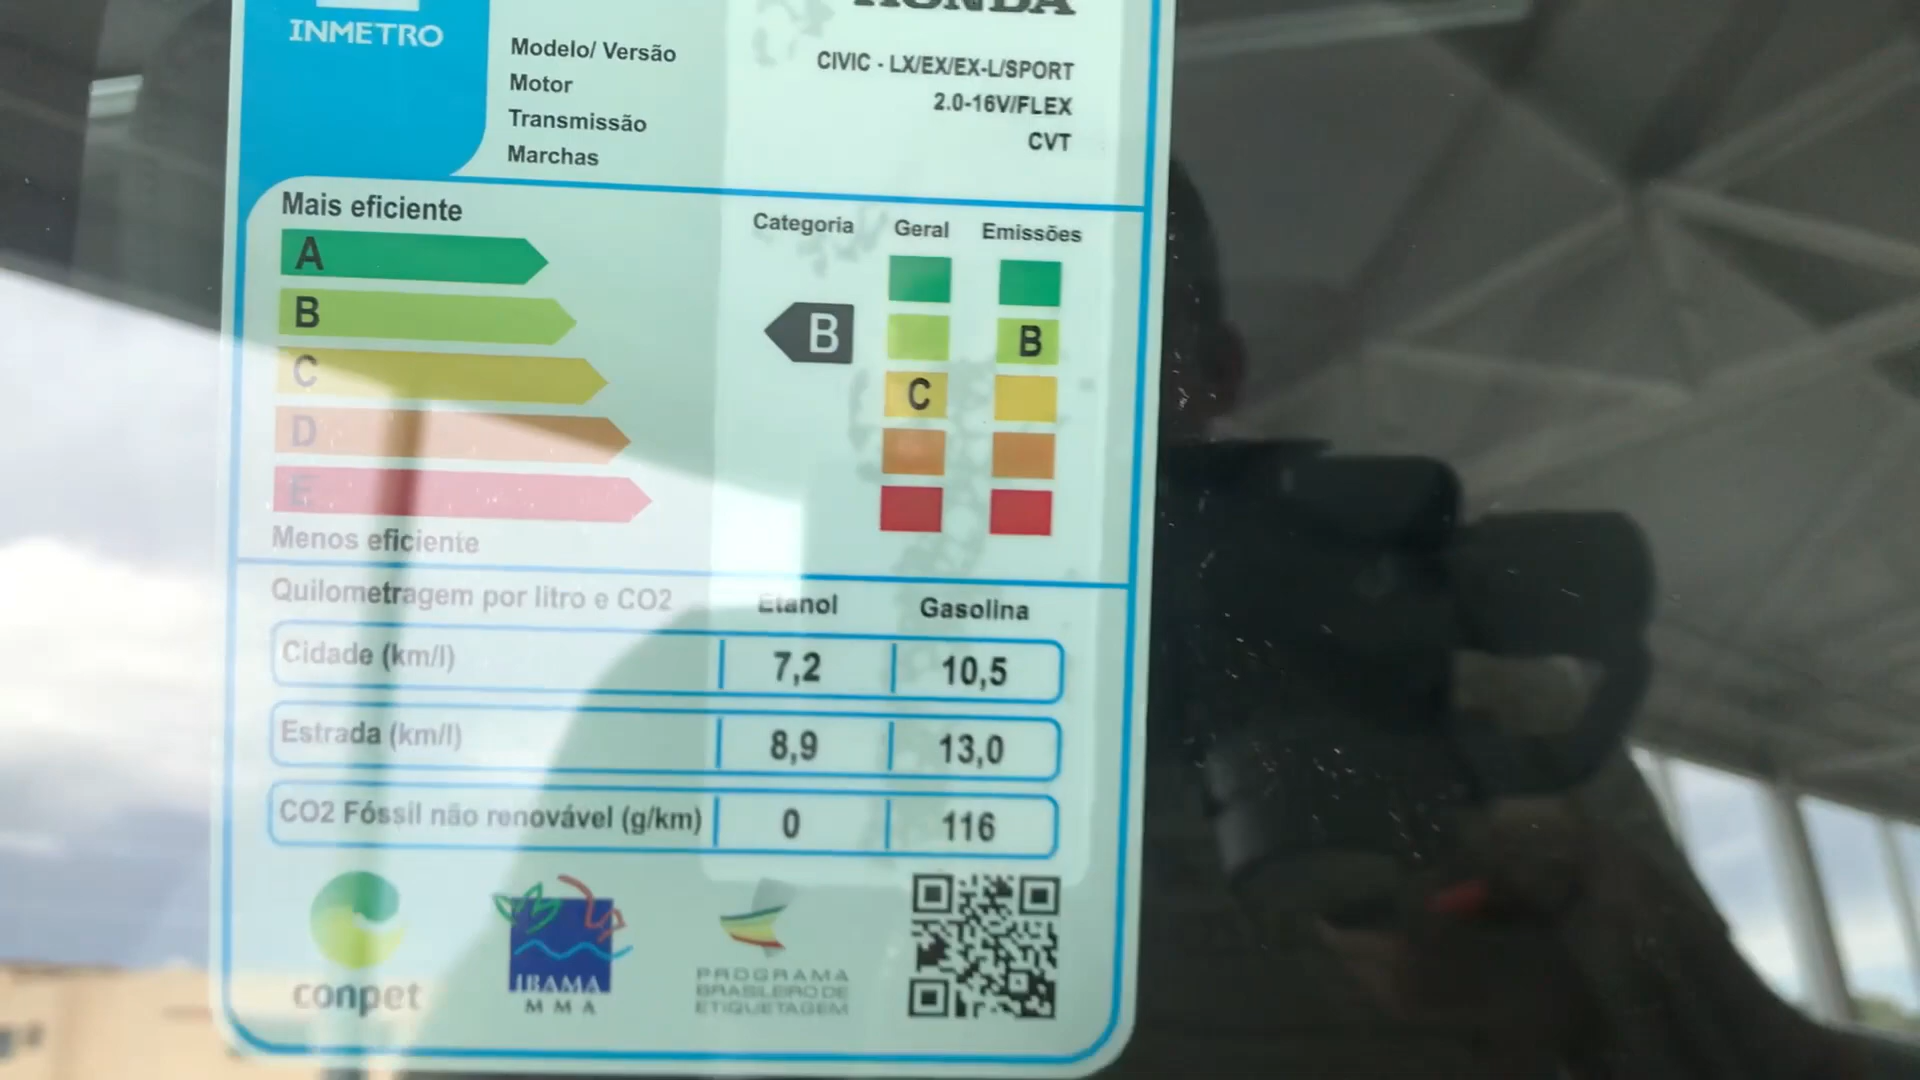 HONDA
INMETRO
Modelo/ Versão
CIVIC - LX/EX/EX-L/SPORT
Motor
2.0-16V/FLEX
Transmissão
CVT
Marchas
Mais eficiente
Categoria Geral Emissões
A
B
B
B
C
C
D
E
Menos eficiente
Quilometragem por litro e CO2 Etanol Gasolina
Cidade (km/l) 7,2 10,5
Estrada (km/l) 8,9 13,0
CO2 Fóssil não renovável (g/km) 0 116
conpet
IBAMA
MMA
PROGRAMA
BRASILEIRO DE
ETIQUETAGEM